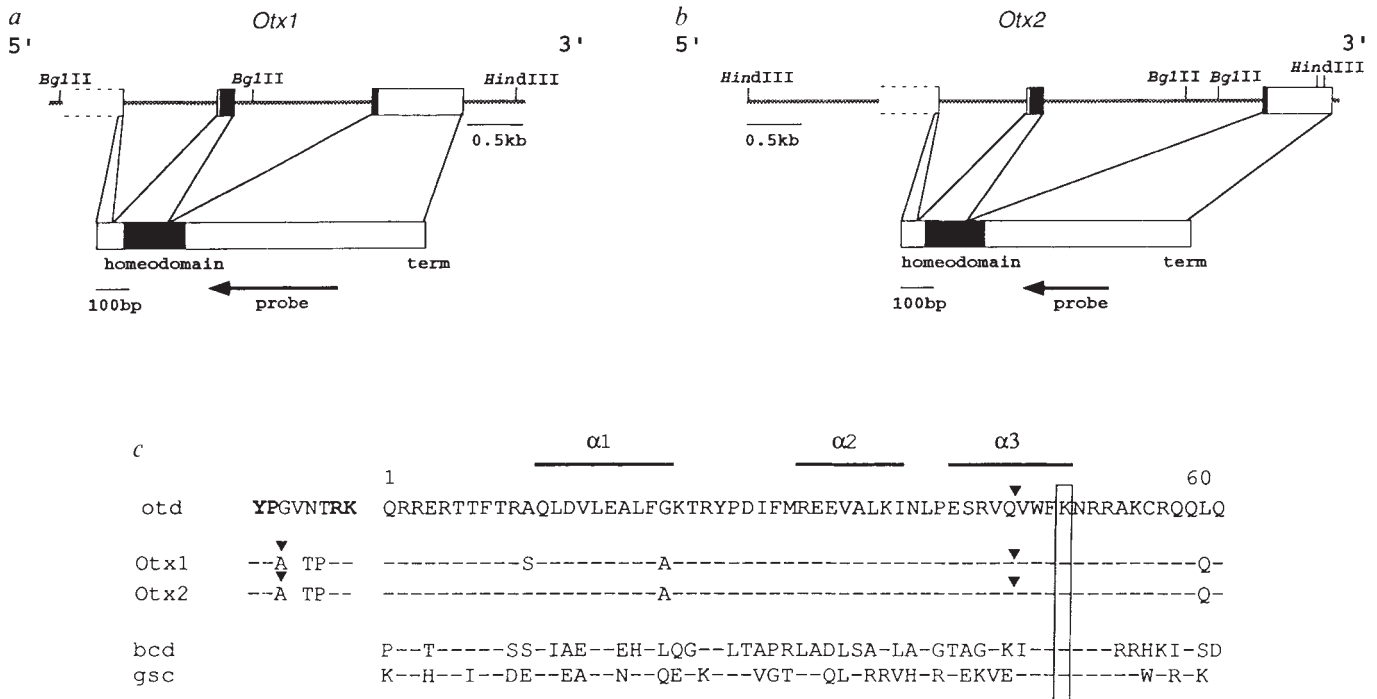 a Otx1
5' 3'
BglII BglII HindIII
0.5kb
homeodomain term
100bp probe
b Otx2
5' 3'
HindIII BglII BglII HindIII
0.5kb
homeodomain term
100bp probe
c α1 α2 α3
1 60
otd YPGVNTRK QRRERTTFTRAQLDVLEALFGKTRYPDIFMREEVALKINLPESRVQVWFKNRRAKCRQQLQ
Otx1 --A TP-- ----------S---------A---------------------------------------Q-
Otx2 --A TP-- --------------------A---------------------------------------Q-
bcd P--T-----SS-IAE--EH-LQG--LTAPRLADLSA-LA-GTAG-KI------RRHKI-SD
gsc K--H--I--DE--EA--N--QE-K---VGT--QL-RRVH-R-EKVE---------W-R-K